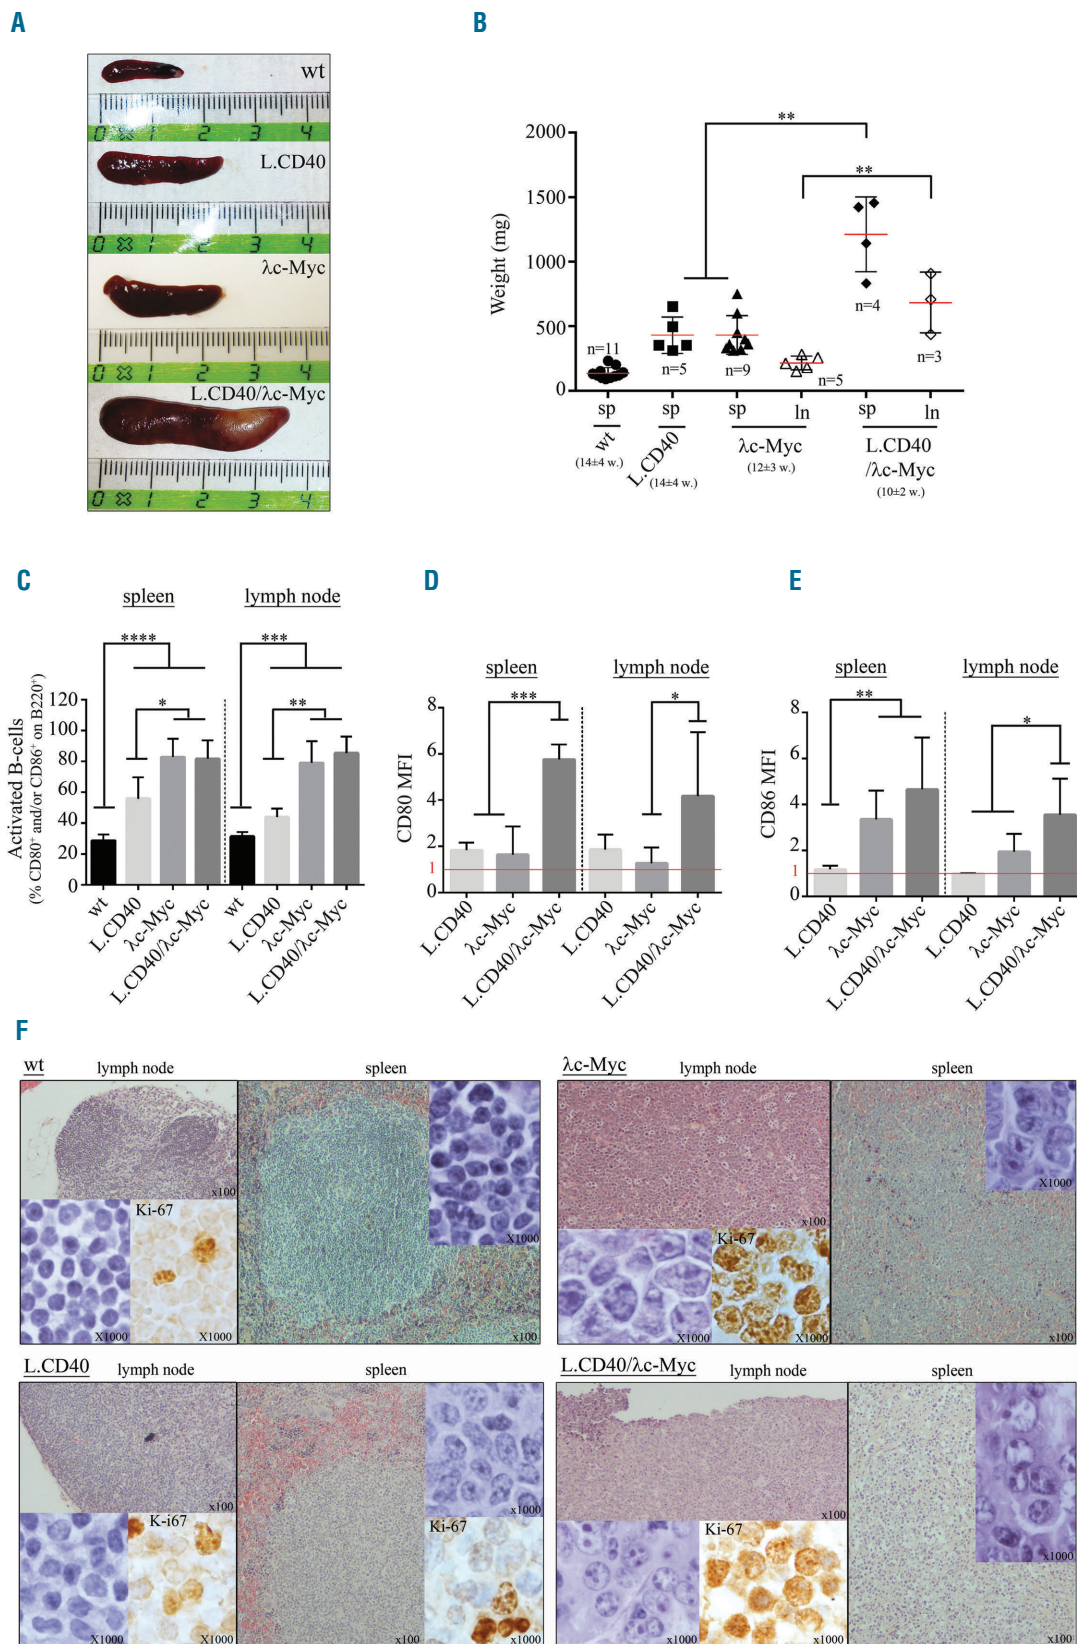 A
wt
0 1 2 3 4
L.CD40
0 1 2 3 4
λc-Myc
0 1 2 3 4
L.CD40/λc-Myc
0 1 2 3 4
B
Weight (mg)
2000
1500
1000
500
0
**
**
n=11
n=5
n=9
n=5
n=4
n=3
sp sp sp ln sp ln
wt
(14±4 w.)
L.CD40
(14±4 w.)
λc-Myc
(12±3 w.)
L.CD40
/λc-Myc
(10±2 w.)
C
spleen lymph node
**** ***
* **
Activated B-cells
(% CD80⁺ and/or CD86⁺ on B220⁺)
120
100
80
60
40
20
0
wt
L.CD40
λc-Myc
L.CD40/λc-Myc
wt
L.CD40
λc-Myc
L.CD40/λc-Myc
D
spleen lymph node
*** *
CD80 MFI
8
6
4
2
1
0
L.CD40
λc-Myc
L.CD40/λc-Myc
L.CD40
λc-Myc
L.CD40/λc-Myc
E
spleen lymph node
** *
CD86 MFI
8
6
4
2
1
0
L.CD40
λc-Myc
L.CD40/λc-Myc
L.CD40
λc-Myc
L.CD40/λc-Myc
F
wt lymph node spleen
x100
Ki-67
X1000 X1000
X1000
x100
λc-Myc lymph node spleen
x100
Ki-67
X1000 X1000
X1000
x100
L.CD40 lymph node spleen
x100
K-i67
X1000 X1000
x1000
Ki-67
x100 x1000
L.CD40/λc-Myc lymph node spleen
x100
Ki-67
x1000 x1000
x1000
x100